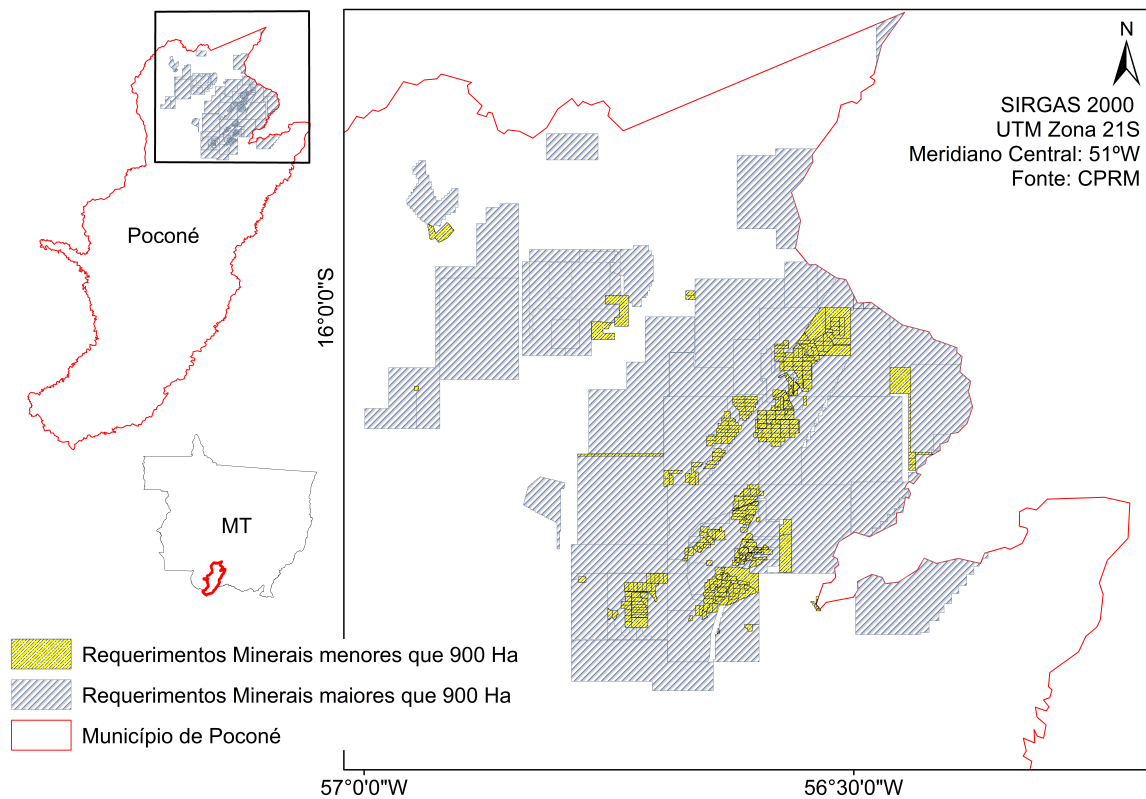 N
SIRGAS 2000
UTM Zona 21S
Meridiano Central: 51ºW
Fonte: CPRM
Poconé
16°0'0"S
MT
Requerimentos Minerais menores que 900 Ha
Requerimentos Minerais maiores que 900 Ha
Município de Poconé
57°0'0"W
56°30'0"W